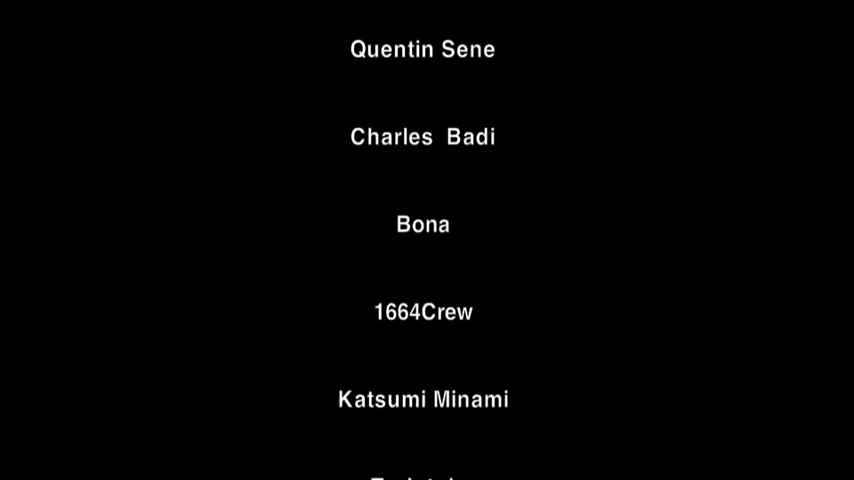 Quentin Sene
Charles  Badi
Bona
1664Crew
Katsumi Minami